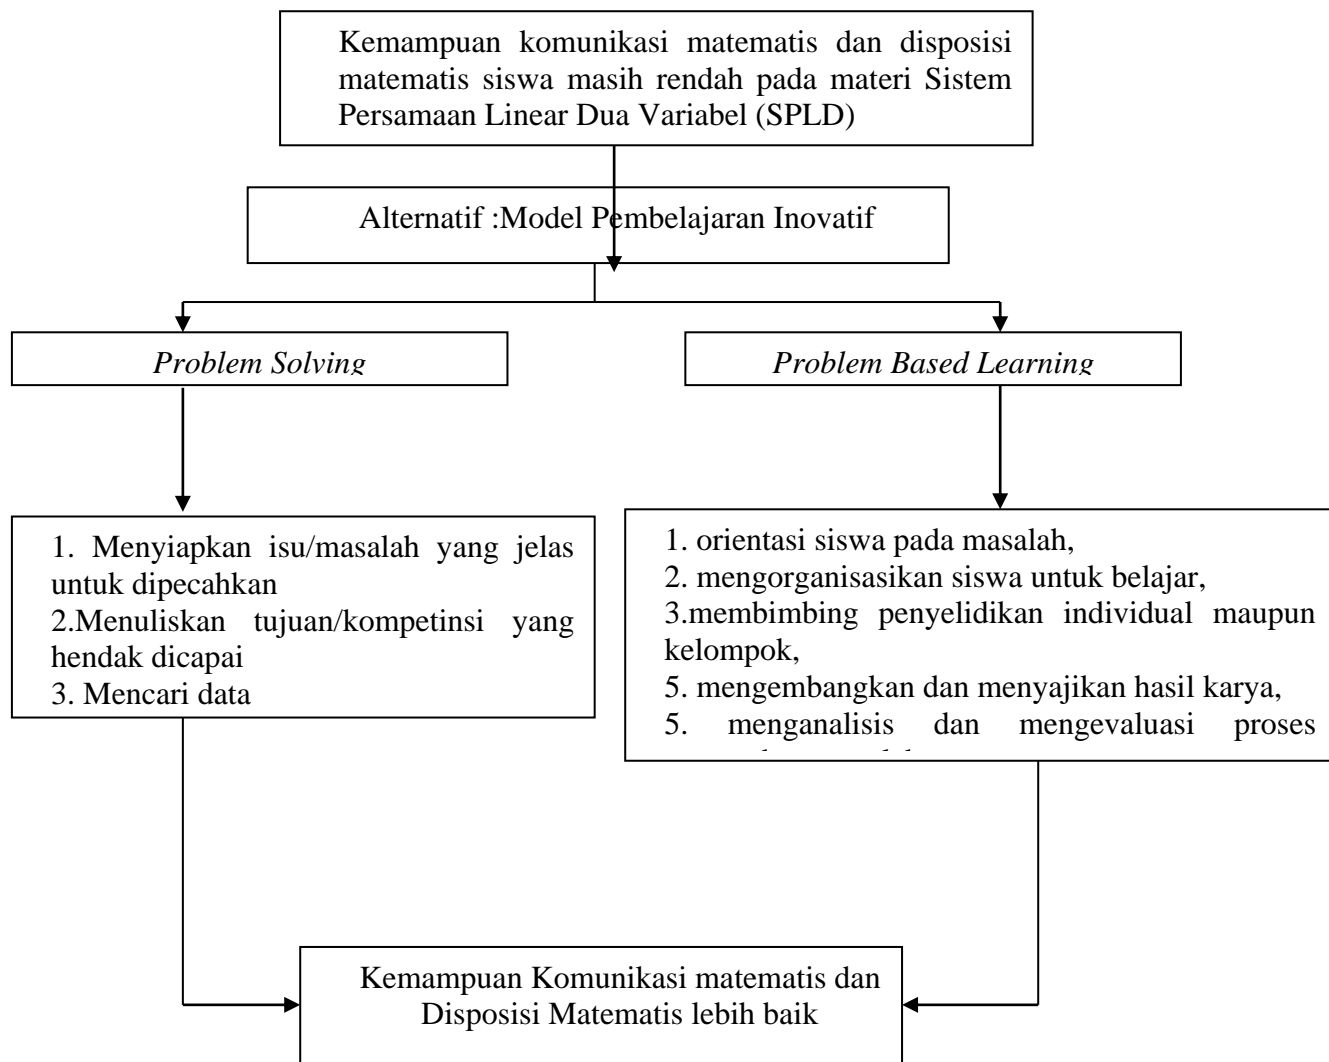 Kemampuan komunikasi matematis dan disposisi
matematis siswa masih rendah pada materi Sistem
Persamaan Linear Dua Variabel (SPLD)
Alternatif :Model Pembelajaran Inovatif
Problem Solving
Problem Based Learning
1. Menyiapkan isu/masalah yang jelas
untuk dipecahkan
2.Menuliskan tujuan/kompetinsi yang
hendak dicapai
3. Mencari data
1. orientasi siswa pada masalah,
2. mengorganisasikan siswa untuk belajar,
3.membimbing penyelidikan individual maupun
kelompok,
5. mengembangkan dan menyajikan hasil karya,
5. menganalisis dan mengevaluasi proses
Kemampuan Komunikasi matematis dan
Disposisi Matematis lebih baik